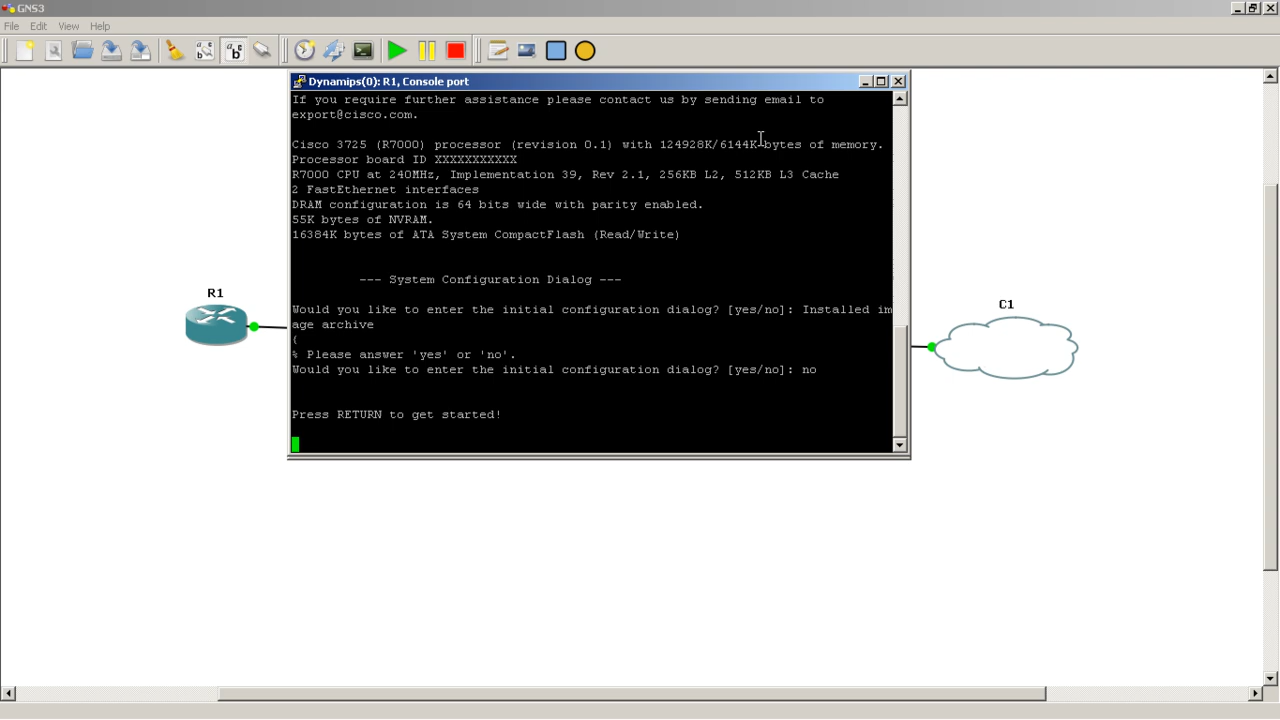 GNS3
File Edit View Help
Dynamips(0): R1, Console port
If you require further assistance please contact us by sending email to
export@cisco.com.
Cisco 3725 (R7000) processor (revision 0.1) with 124928K/6144K bytes of memory.
Processor board ID XXXXXXXXXXX
R7000 CPU at 240MHz, Implementation 39, Rev 2.1, 256KB L2, 512KB L3 Cache
2 FastEthernet interfaces
DRAM configuration is 64 bits wide with parity enabled.
55K bytes of NVRAM.
16384K bytes of ATA System CompactFlash (Read/Write)
--- System Configuration Dialog ---
Would you like to enter the initial configuration dialog? [yes/no]: Installed im
age archive
(
% Please answer 'yes' or 'no'.
Would you like to enter the initial configuration dialog? [yes/no]: no
Press RETURN to get started!
R1
C1